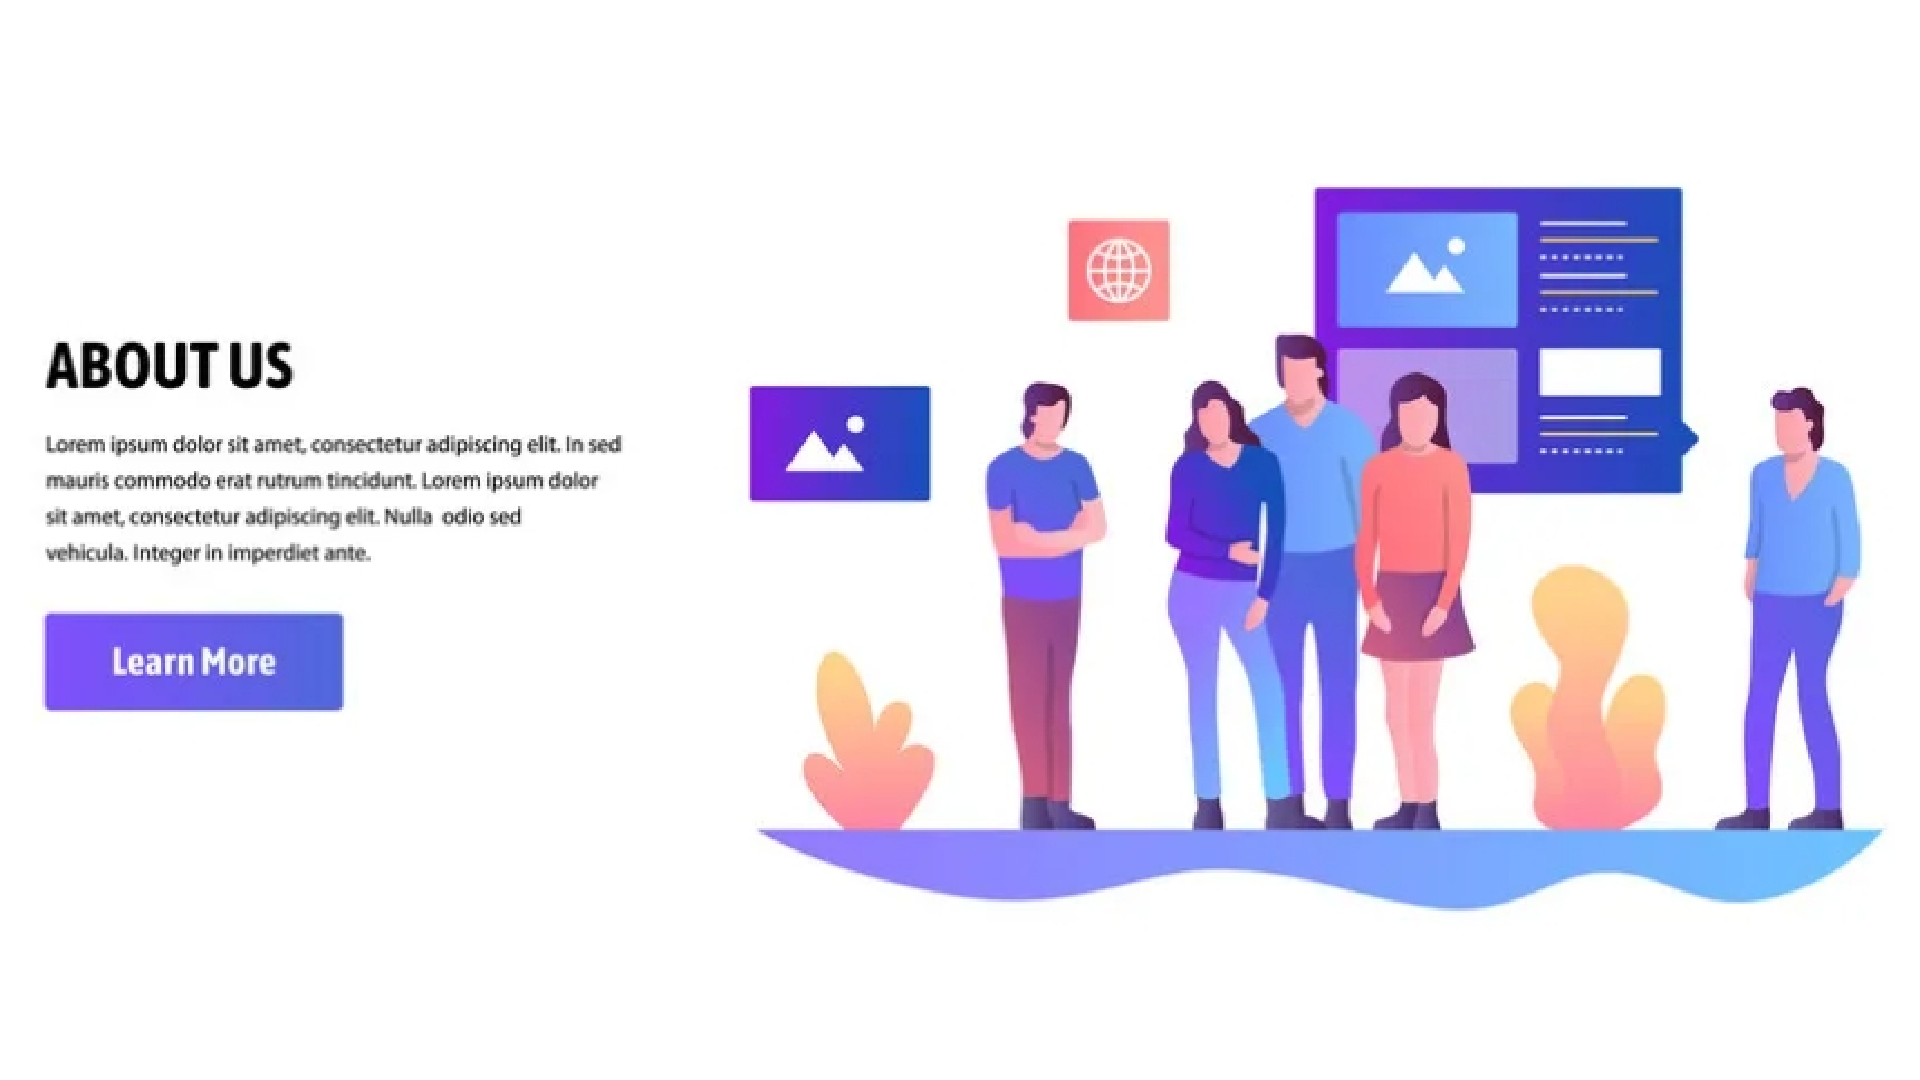 ABOUT US
Lorem ipsum dolor sit amet, consectetur adipiscing elit. In sed
mauris commodo erat rutrum tincidunt. Lorem ipsum dolor
sit amet, consectetur adipiscing elit. Nulla  odio sed
vehicula. Integer in imperdiet ante.
Learn More